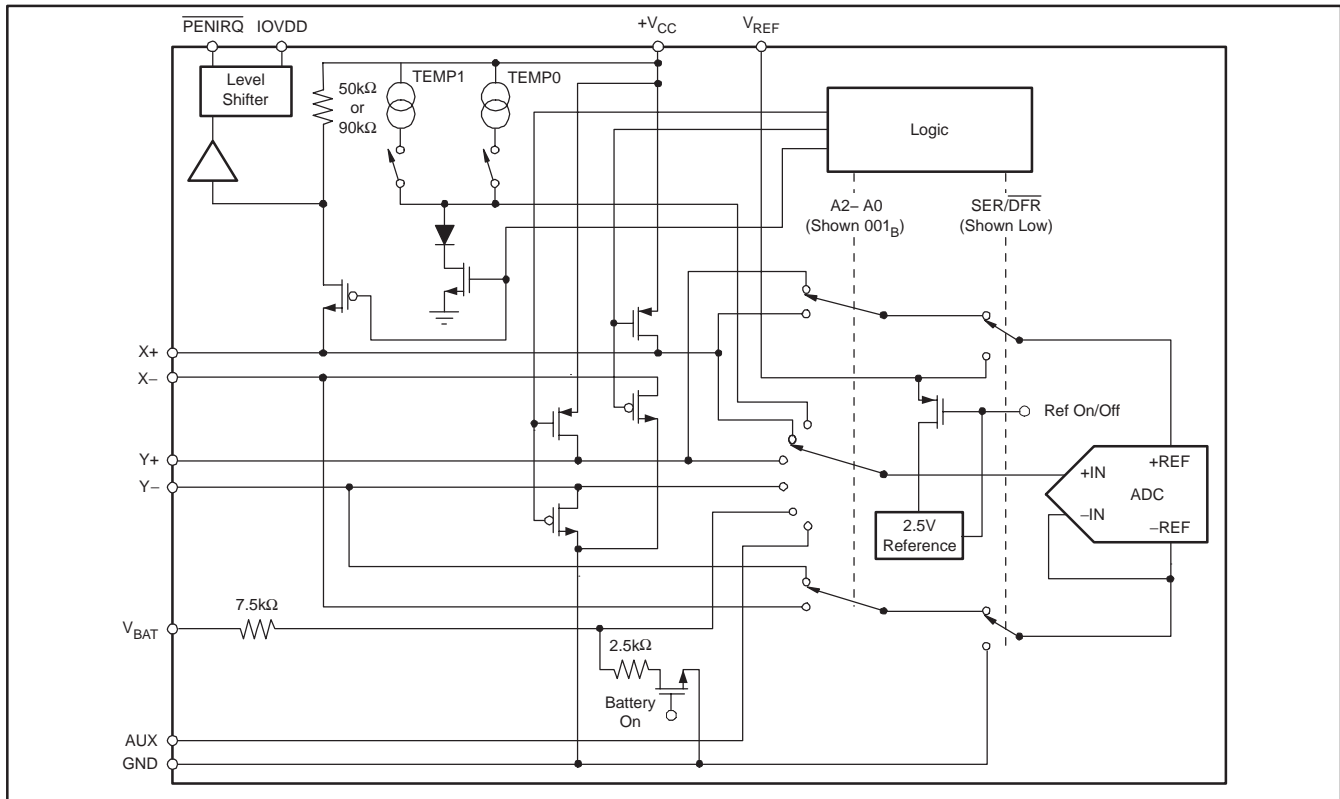 PENIRQ IOVDD
+VCC
VREF
Level
Shifter
50kΩ
or
90kΩ
TEMP1
TEMP0
Logic
A2– A0
(Shown 001B)
SER/DFR
(Shown Low)
X+
X–
Ref On/Off
Y+
Y–
+IN
+REF
ADC
–IN
–REF
2.5V
Reference
7.5kΩ
VBAT
2.5kΩ
Battery
On
AUX
GND